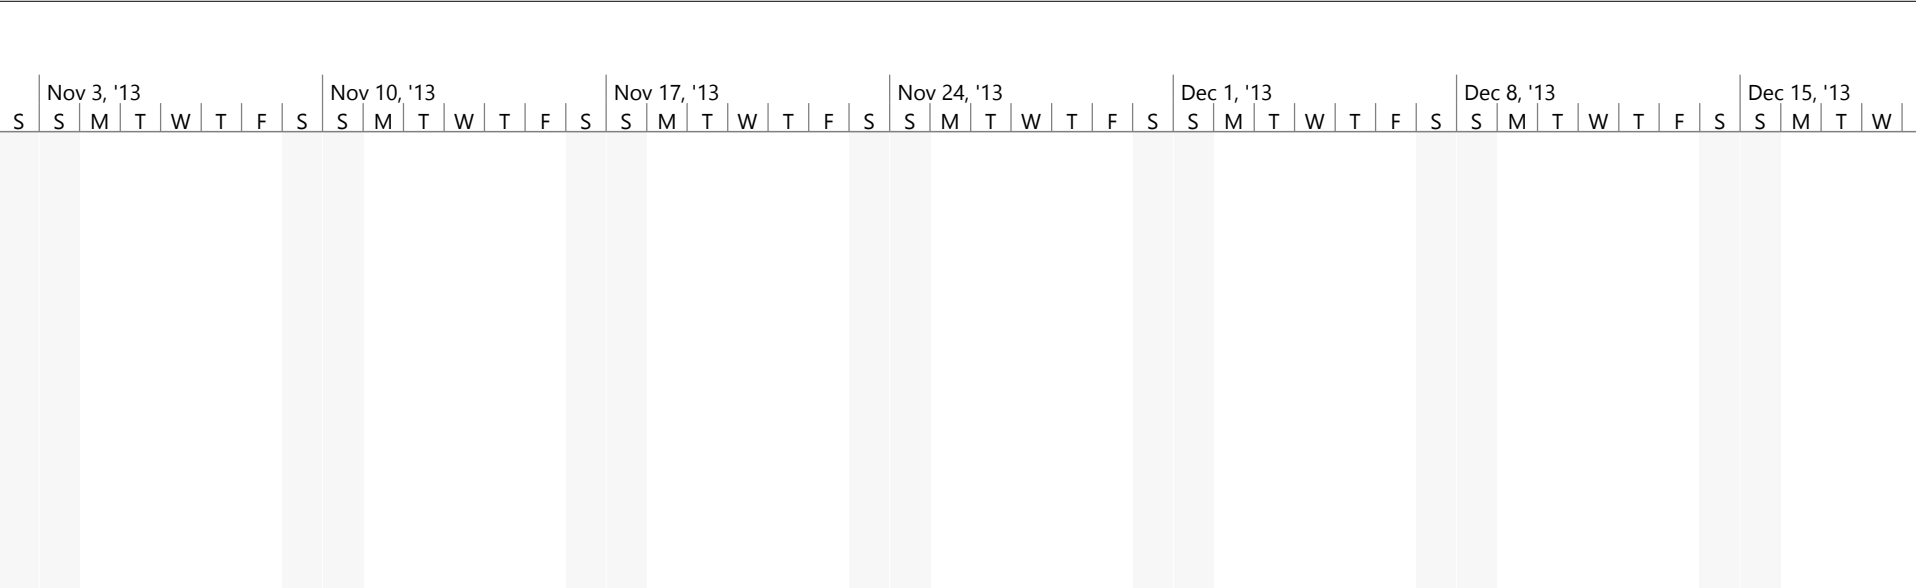 Nov 3, '13 Nov 10, '13 Nov 17, '13 Nov 24, '13 Dec 1, '13 Dec 8, '13 Dec 15, '13
S S M T W T F S S M T W T F S S M T W T F S S M T W T F S S M T W T F S S M T W T F S S M T W